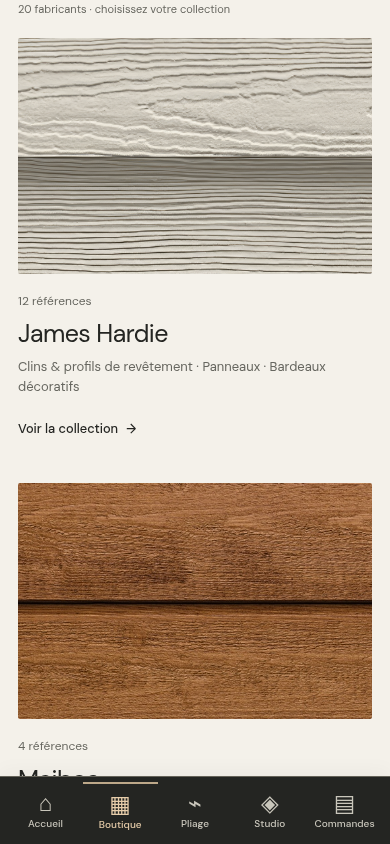 20 fabricants · choisissez votre collection
12 références
James Hardie
Clins & profils de revêtement · Panneaux · Bardeaux
décoratifs
Voir la collection →
4 références
Accueil
Boutique
Pliage
Studio
Commandes